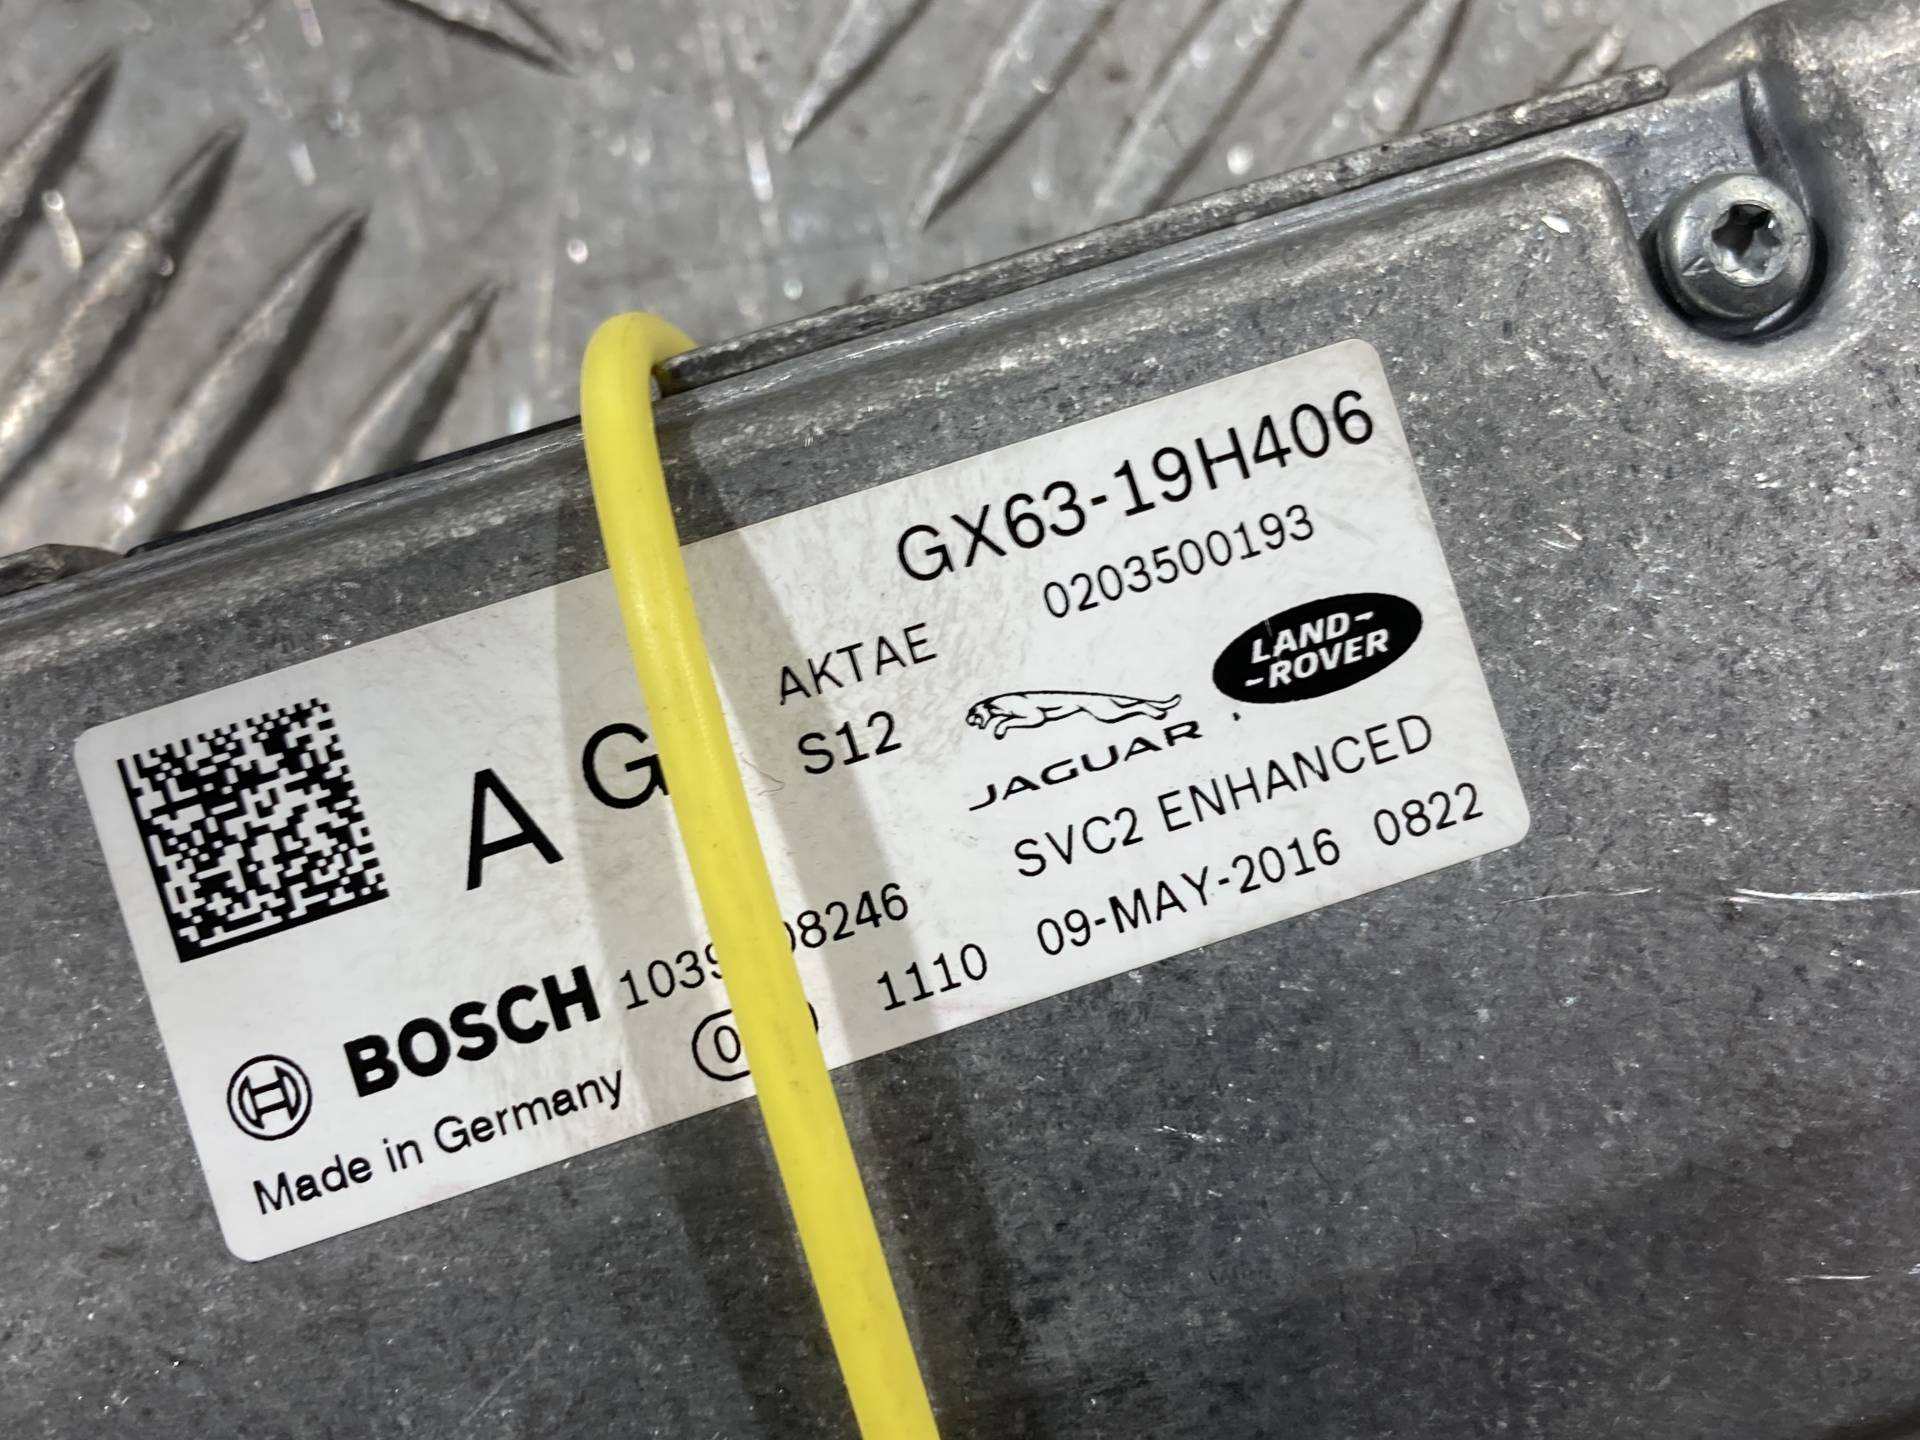 GX63-19H406
0203500193
AKTAE
LAND-
-ROVER
A G
S12
JAGUAR
SVC2 ENHANCED
BOSCH
1110 09-MAY-2016 0822
Made in Germany